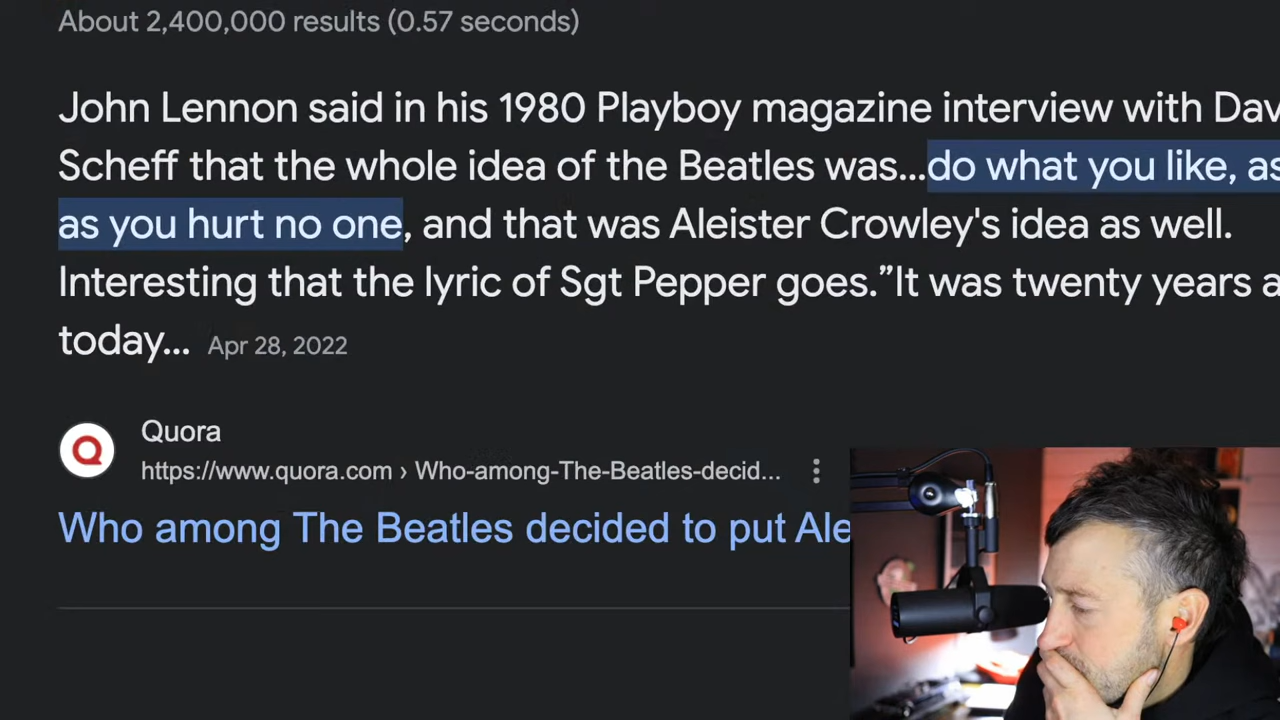 About 2,400,000 results (0.57 seconds)
John Lennon said in his 1980 Playboy magazine interview with Dav
Scheff that the whole idea of the Beatles was...do what you like, as
as you hurt no one, and that was Aleister Crowley's idea as well.
Interesting that the lyric of Sgt Pepper goes.”It was twenty years a
today... Apr 28, 2022
Quora
https://www.quora.com › Who-among-The-Beatles-decid...
Who among The Beatles decided to put Ale